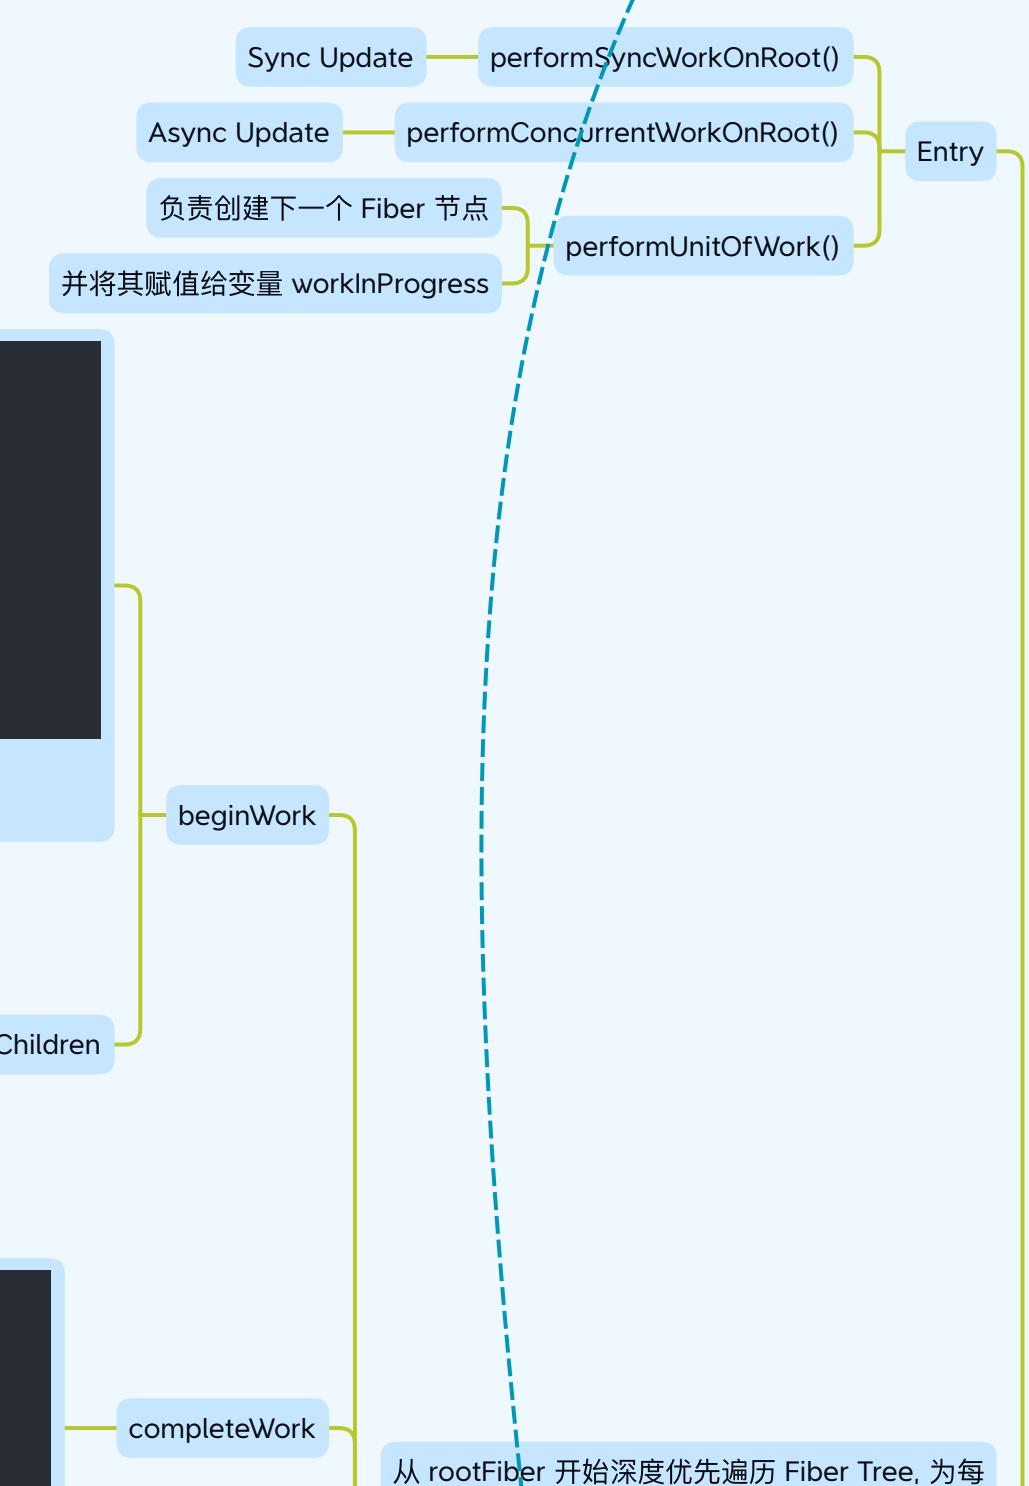 Sync Update
performSyncWorkOnRoot()
Async Update
performConcurrentWorkOnRoot()
Entry
负责创建下一个 Fiber 节点
performUnitOfWork()
并将其赋值给变量 workInProgress
beginWork
Children
completeWork
从 rootFiber 开始深度优先遍历 Fiber Tree, 为每